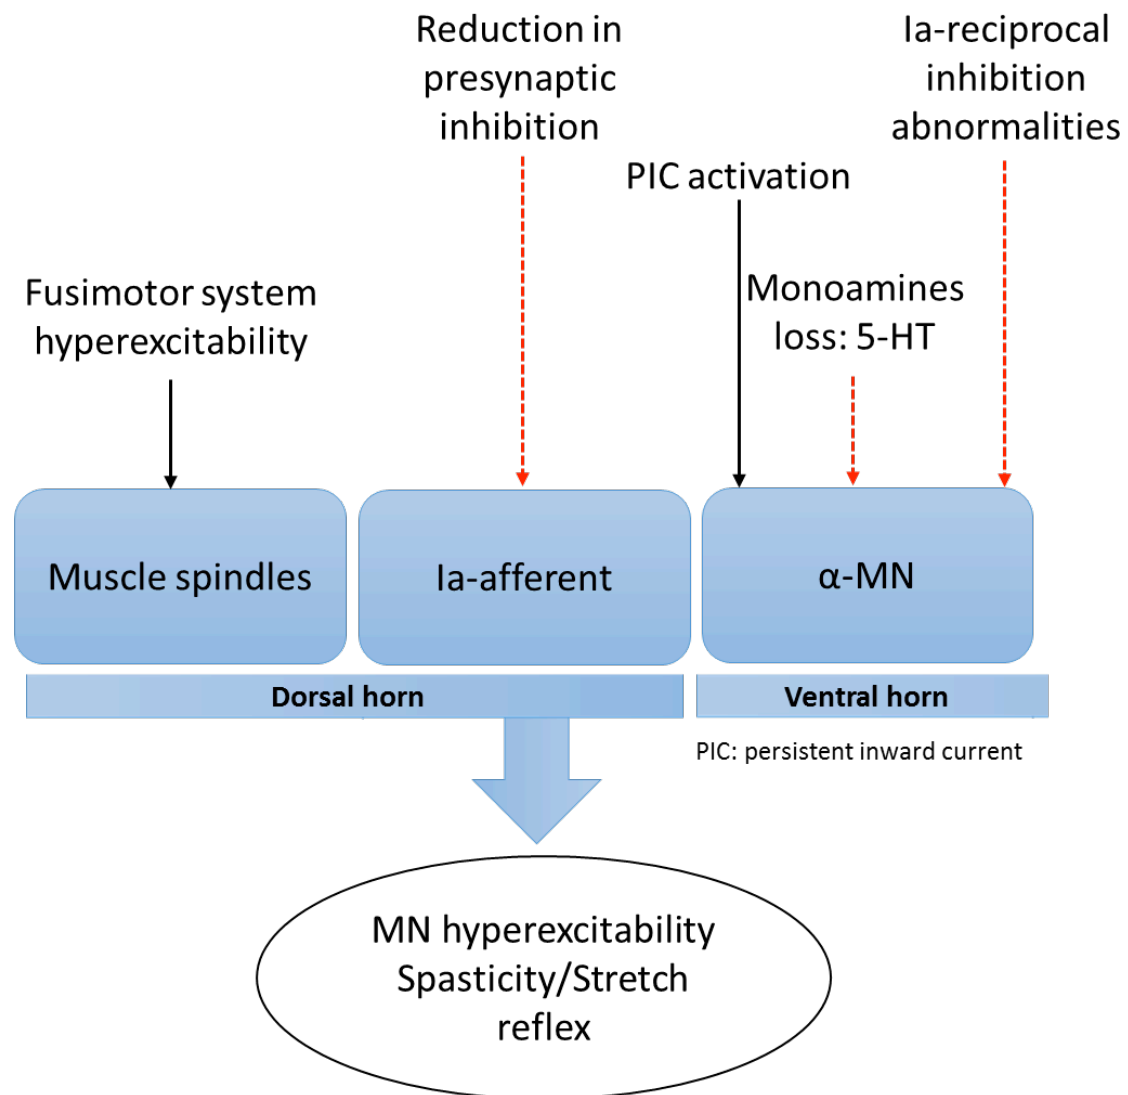 Reduction in
presynaptic
inhibition
Ia-reciprocal
inhibition
abnormalities
PIC activation
Fusimotor system
hyperexcitability
Monoamines
loss: 5-HT
Muscle spindles
Ia-afferent
α-MN
Dorsal horn
Ventral horn
PIC: persistent inward current
MN hyperexcitability
Spasticity/Stretch
reflex